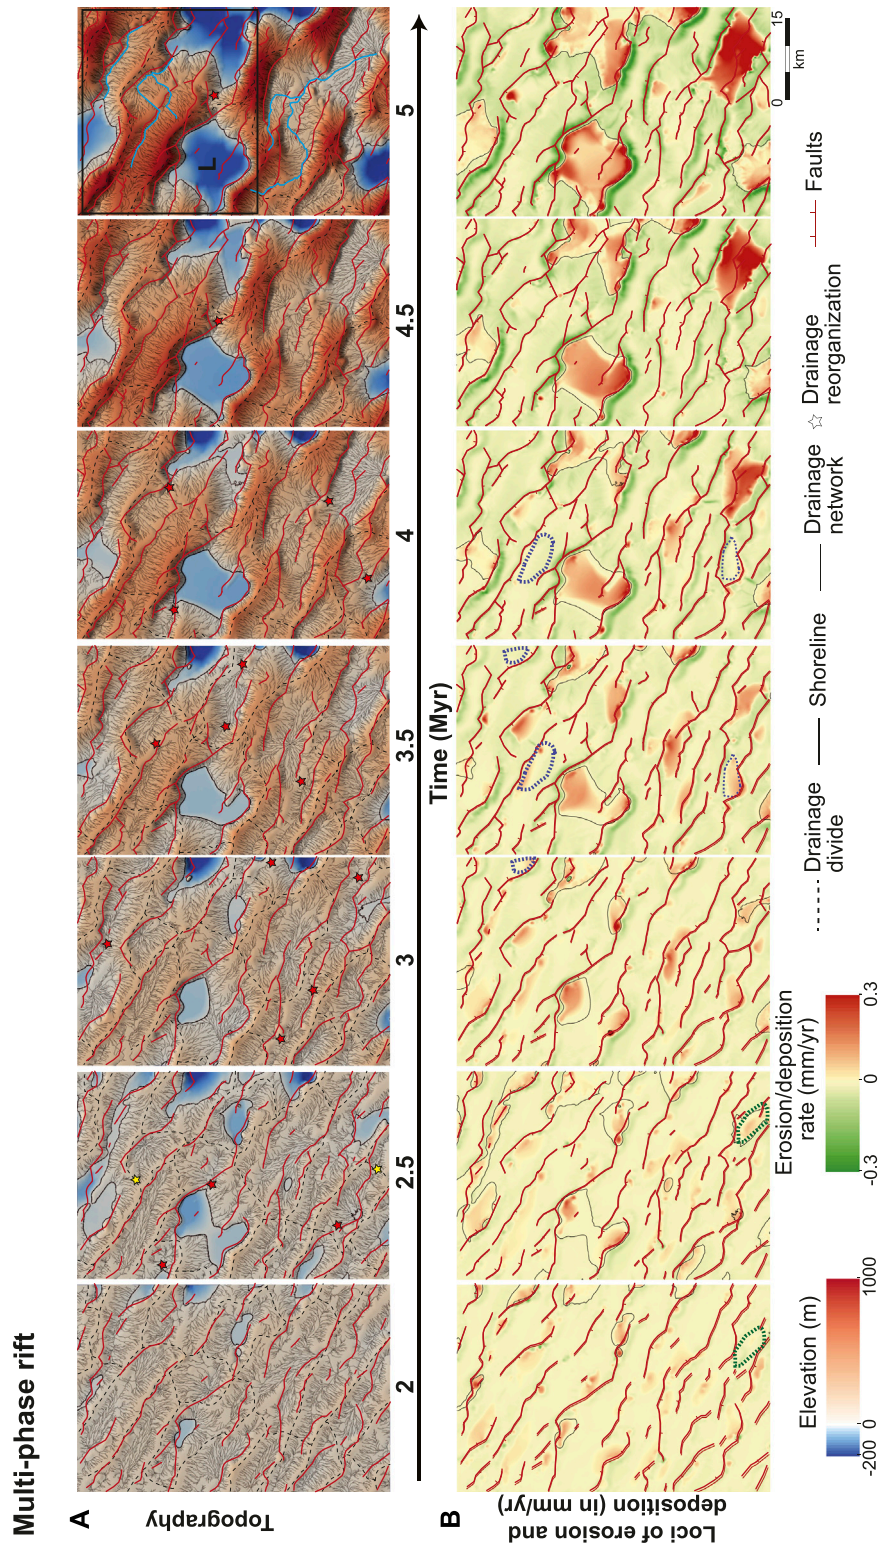 Multi-phase rift
A
Topography
L
2
2.5
3
3.5
4
4.5
5
Time (Myr)
B
Loci of erosion and
deposition (in mm/yr)
0
15
km
Elevation (m)
-200
0
1000
Erosion/deposition
rate (mm/yr)
-0.3
0
0.3
Drainage
divide
Shoreline
Drainage
network
Drainage
reorganization
Faults